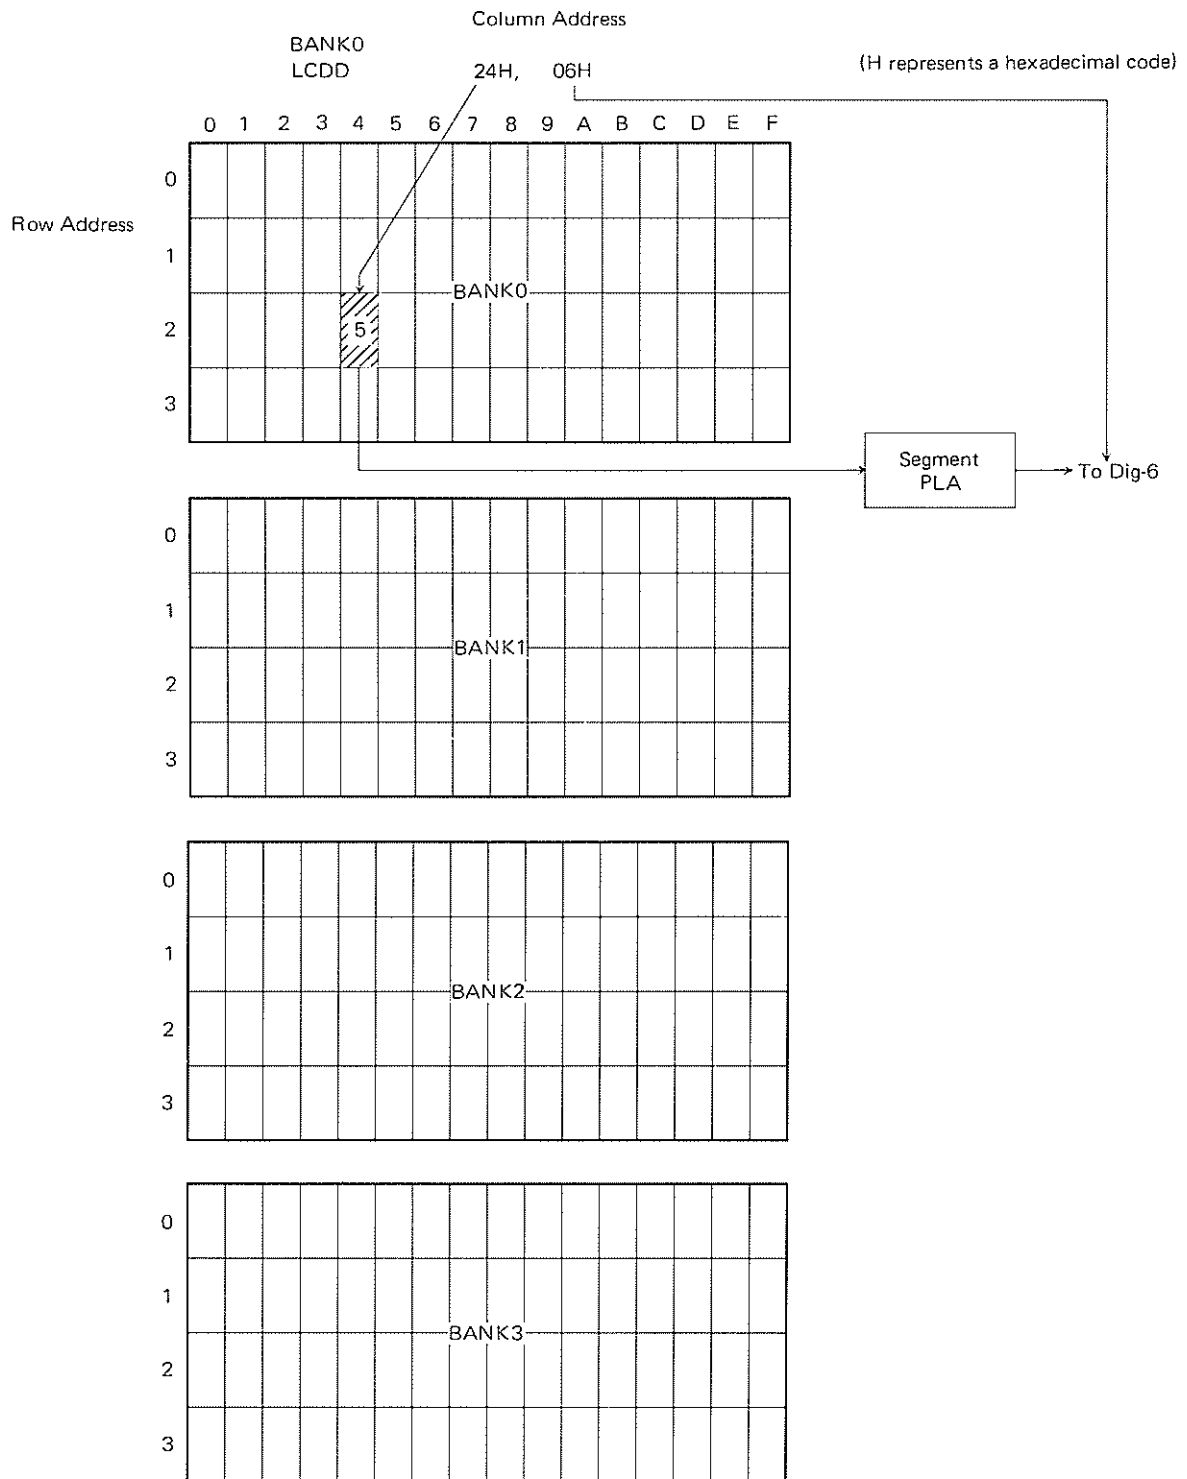 Column Address
BANK0
LCDD 24H, 06H (H represents a hexadecimal code)
0 1 2 3 4 5 6 7 8 9 A B C D E F
0
Row Address
1
BANK0
2 5
3
Segment
PLA
To Dig-6
0
1
BANK1
2
3
0
1
BANK2
2
3
0
1
BANK3
2
3